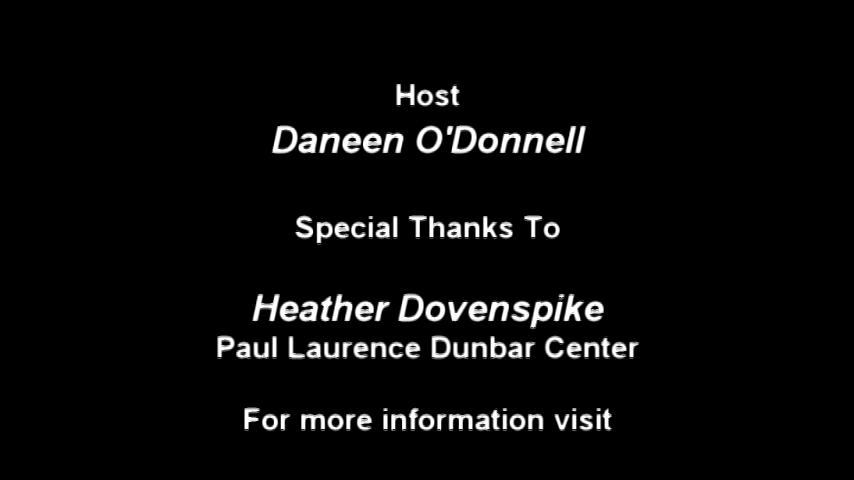 Host
Daneen O'Donnell
Special Thanks To
Heather Dovenspike
Paul Laurence Dunbar Center
For more information visit